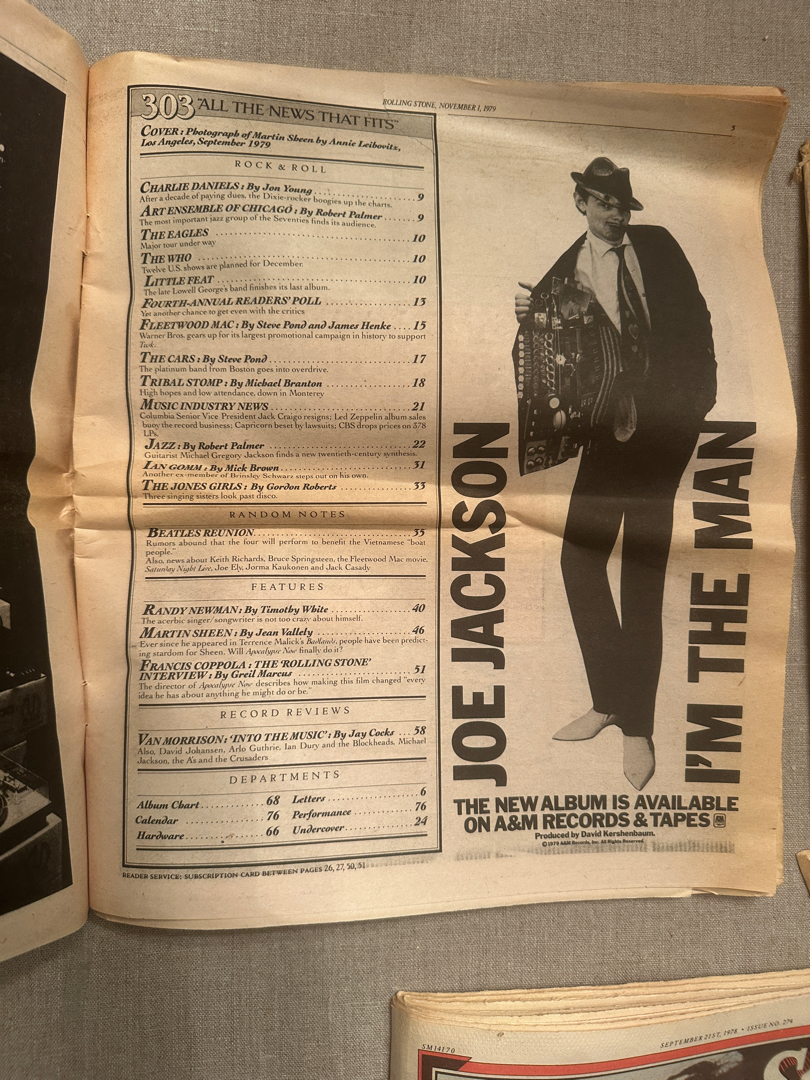 ROLLING STONE, NOVEMBER 1, 1979
303 "ALL THE NEWS THAT FITS"
COVER: Photograph of Martin Sheen by Annie Leibovitz,
Los Angeles, September 1979
ROCK & ROLL
CHARLIE DANIELS: By Jon Young 9
After a decade of paying dues, the Dixie-rocker boogies up the charts.
ART ENSEMBLE OF CHICAGO: By Robert Palmer 9
The most important jazz group of the Seventies finds its audience.
THE EAGLES 10
Major tour under way
THE WHO 10
Twelve U.S. shows are planned for December.
LITTLE FEAT 10
The late Lowell George's band finishes its last album.
FOURTH-ANNUAL READERS' POLL 13
Yet another chance to get even with the critics
FLEETWOOD MAC: By Steve Pond and James Henke 15
Warner Bros. gears up for its largest promotional campaign in history to support
Tusk.
THE CARS: By Steve Pond 17
The platinum band from Boston goes into overdrive.
TRIBAL STOMP: By Michael Branton 18
High hopes and low attendance, down in Monterey
MUSIC INDUSTRY NEWS 21
Columbia Senior Vice President Jack Craigo resigns; Led Zeppelin album sales
buoy the record business; Capricorn beset by lawsuits; CBS drops prices on 378
LPs.
JAZZ: By Robert Palmer 22
Guitarist Michael Gregory Jackson finds a new twentieth-century synthesis.
IAN GOMM: By Mick Brown 31
Another ex-member of Brinsley Schwarz steps out on his own.
THE JONES GIRLS: By Gordon Roberts 33
Three singing sisters look past disco.
RANDOM NOTES
BEATLES REUNION 35
Rumors abound that the four will perform to benefit the Vietnamese "boat
people."
Also, news about Keith Richards, Bruce Springsteen, the Fleetwood Mac movie,
Saturday Night Live, Joe Ely, Jorma Kaukonen and Jack Casady
FEATURES
RANDY NEWMAN: By Timothy White 40
The acerbic singer/songwriter is not too crazy about himself.
MARTIN SHEEN: By Jean Vallely 46
Ever since he appeared in Terrence Malick's Badlands, people have been predict-
ing stardom for Sheen. Will Apocalypse Now finally do it?
FRANCIS COPPOLA: THE 'ROLLING STONE'
INTERVIEW: By Greil Marcus 51
The director of Apocalypse Now describes how making this film changed "every
idea he has about anything he might do or be."
RECORD REVIEWS
VAN MORRISON: 'INTO THE MUSIC': By Jay Cocks 58
Also, David Johansen, Arlo Guthrie, Ian Dury and the Blockheads, Michael
Jackson, the A's and the Crusaders
DEPARTMENTS
Album Chart 68
Calendar 76
Hardware 66
Letters 6
Performance 76
Undercover 24
READER SERVICE: SUBSCRIPTION CARD BETWEEN PAGES 26, 27, 50, 51
JOE JACKSON
I'M THE MAN
THE NEW ALBUM IS AVAILABLE
ON A&M RECORDS & TAPES
Produced by David Kershenbaum.
© 1979 A&M Records, Inc. All Rights Reserved
SM14170
SEPTEMBER 21ST, 1978 • ISSUE NO. 274